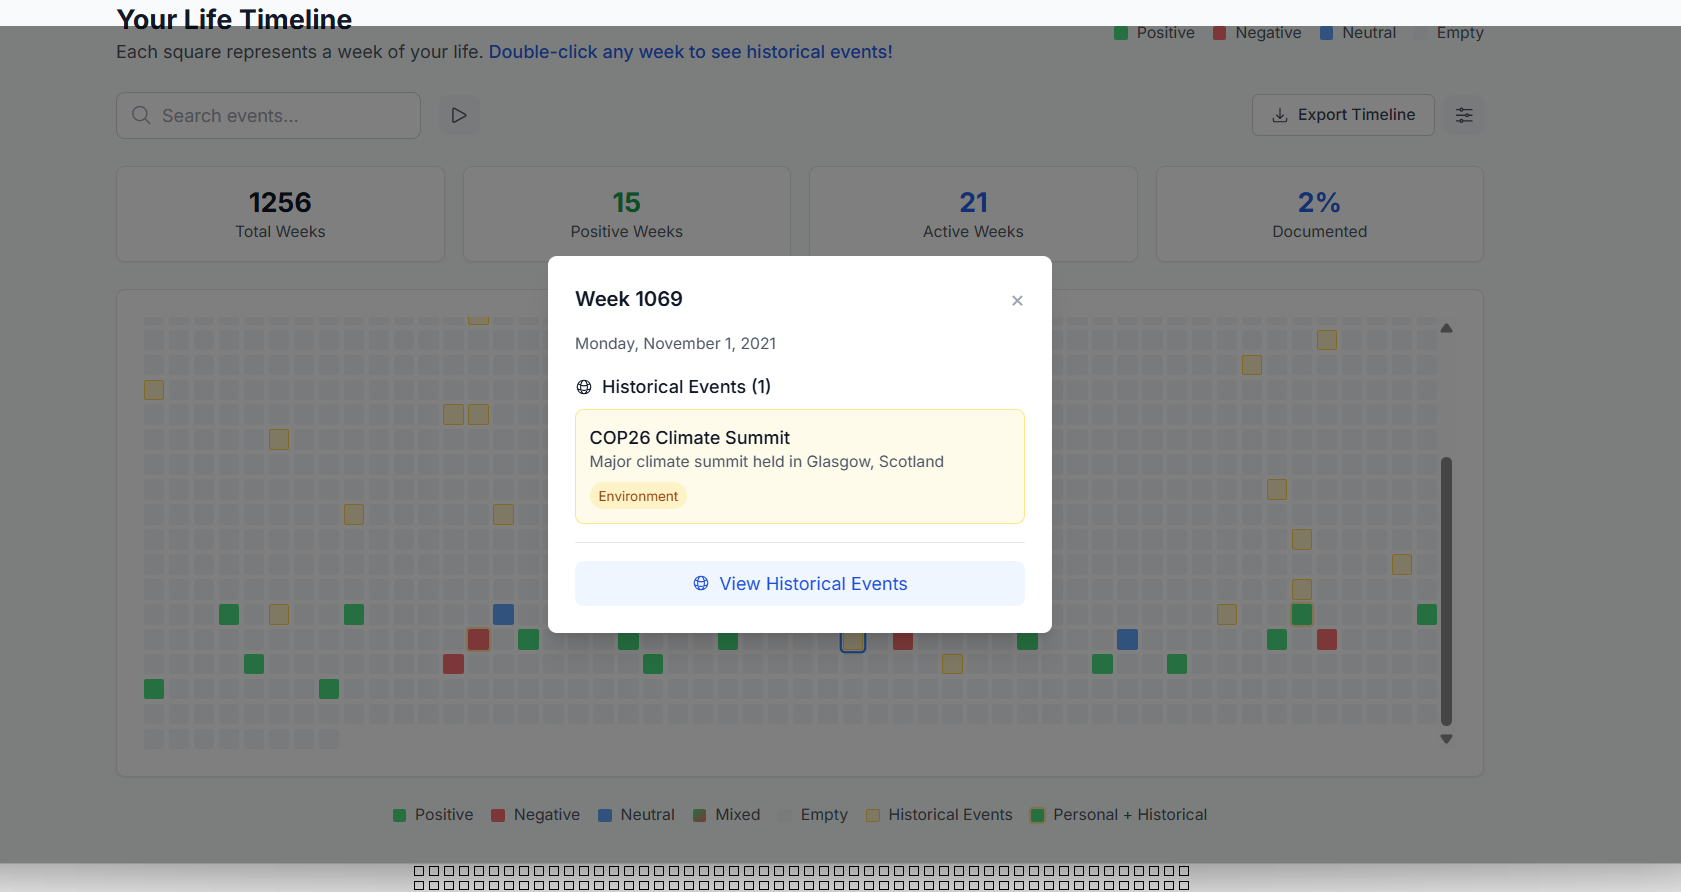 Your Life Timeline
Each square represents a week of your life. Double-click any week to see historical events!
Positive Negative Neutral Empty
Search events...
Export Timeline
1256
Total Weeks
15
Positive Weeks
21
Active Weeks
2%
Documented
Week 1069
×
Monday, November 1, 2021
Historical Events (1)
COP26 Climate Summit
Major climate summit held in Glasgow, Scotland
Environment
View Historical Events
Positive Negative Neutral Mixed Empty Historical Events Personal + Historical